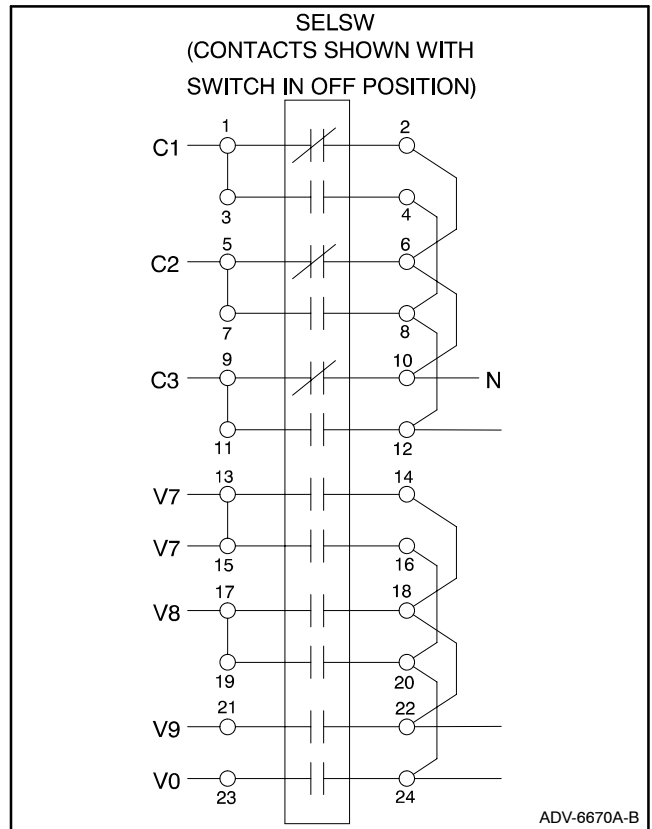 SELSW
(CONTACTS SHOWN WITH
SWITCH IN OFF POSITION)
1 2
C1
3 4
5 6
C2
7 8
9 10
C3 N
11 12
13 14
V7
V7
15 16
17 18
V8
19 20
21 22
V9
V0
23 24
ADV-6670A-B